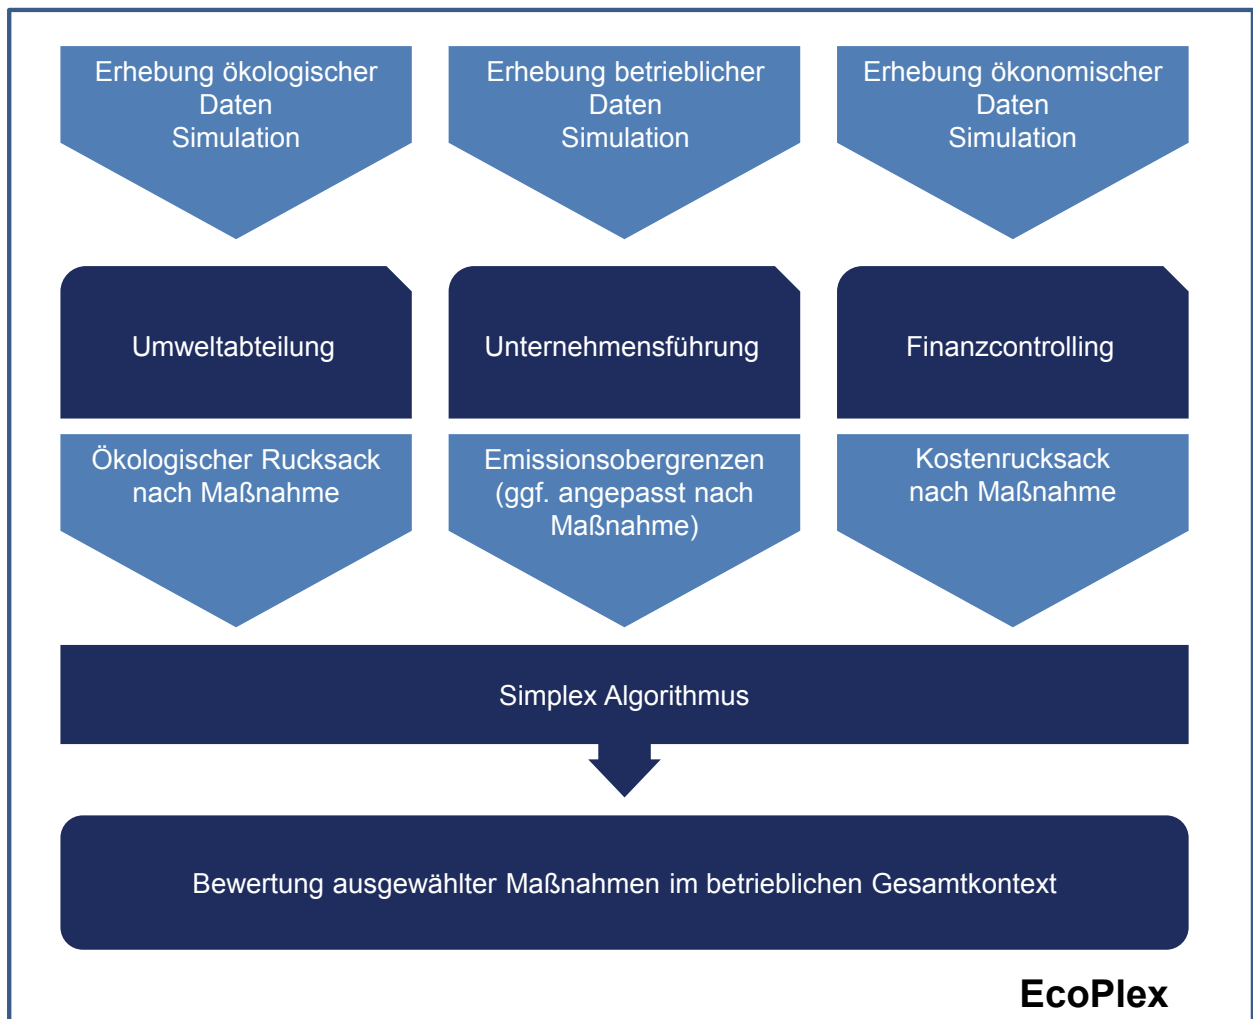 Erhebung ökologischer
Daten
Simulation
Erhebung betrieblicher
Daten
Simulation
Erhebung ökonomischer
Daten
Simulation
Umweltabteilung
Unternehmensführung
Finanzcontrolling
Ökologischer Rucksack
nach Maßnahme
Emissionsobergrenzen
(ggf. angepasst nach
Maßnahme)
Kostenrucksack
nach Maßnahme
Simplex Algorithmus
Bewertung ausgewählter Maßnahmen im betrieblichen Gesamtkontext
EcoPlex